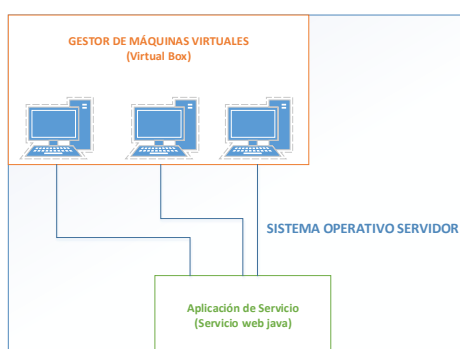 GESTOR DE MÁQUINAS VIRTUALES
(Virtual Box)
SISTEMA OPERATIVO SERVIDOR
Aplicación de Servicio
(Servicio web java)